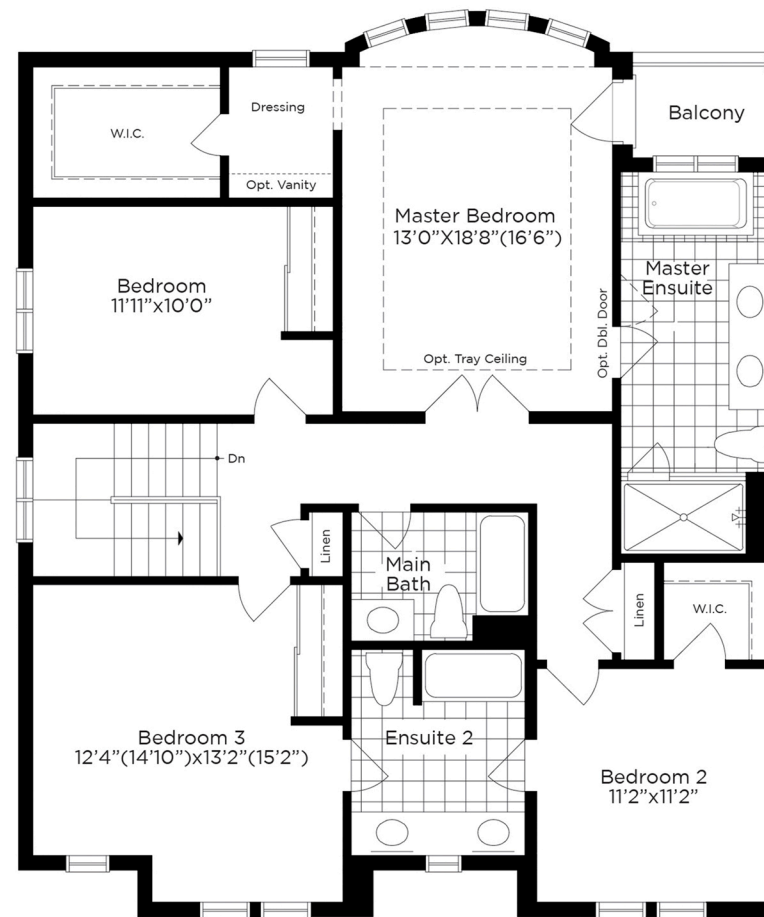 Balcony
Dressing
W.I.C.
Opt. Vanity
Master Bedroom
13'0"X18'8"(16'6")
Master
Ensuite
Bedroom
11'11"x10'0"
Opt. Dbl. Door
Opt. Tray Ceiling
Dn
Linen
Main
Bath
Linen
W.I.C.
Bedroom 3
12'4"(14'10")x13'2"(15'2")
Ensuite 2
Bedroom 2
11'2"x11'2"